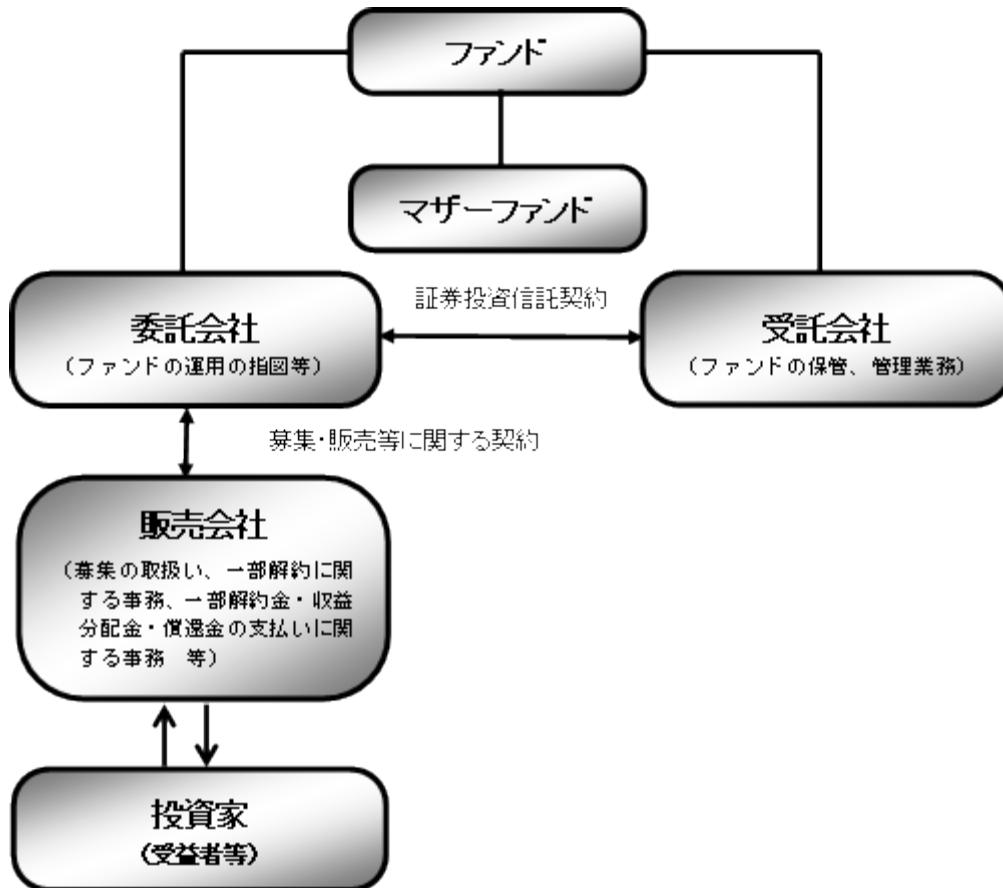 ファンド
マザーファンド
証券投資信託契約
委託会社
(ファンドの運用の指図等)
受託会社
(ファンドの保管、管理業務)
募集・販売等に関する契約
販売会社
(募集の取扱い、一部解約に関
する事務、一部解約金・収益
分配金・償還金の支払いに関
する事務　等)
投資家
(受益者等)